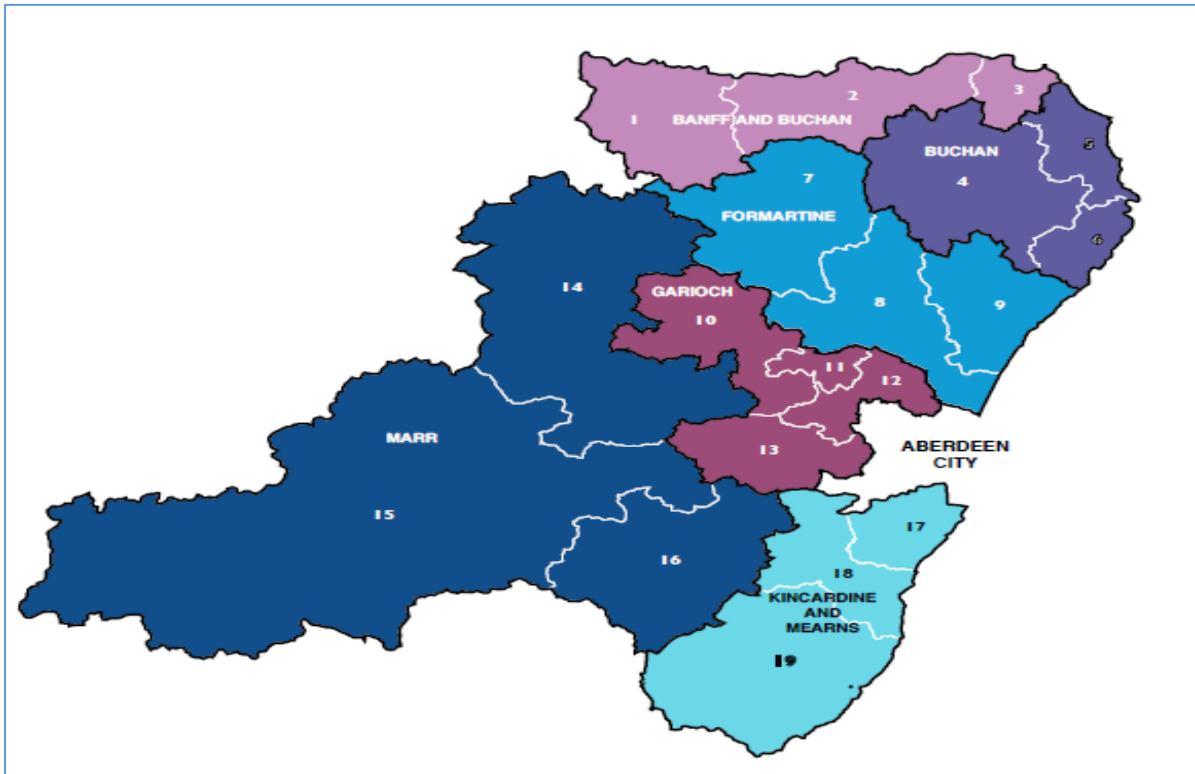 3
2
1
BANFF AND BUCHAN
5
BUCHAN
4
7
FORMARTINE
6
14
GARIOCH
10
8
9
11
12
MARR
13
ABERDEEN
CITY
15
17
16
18
KINCARDINE
AND
MEARNS
19